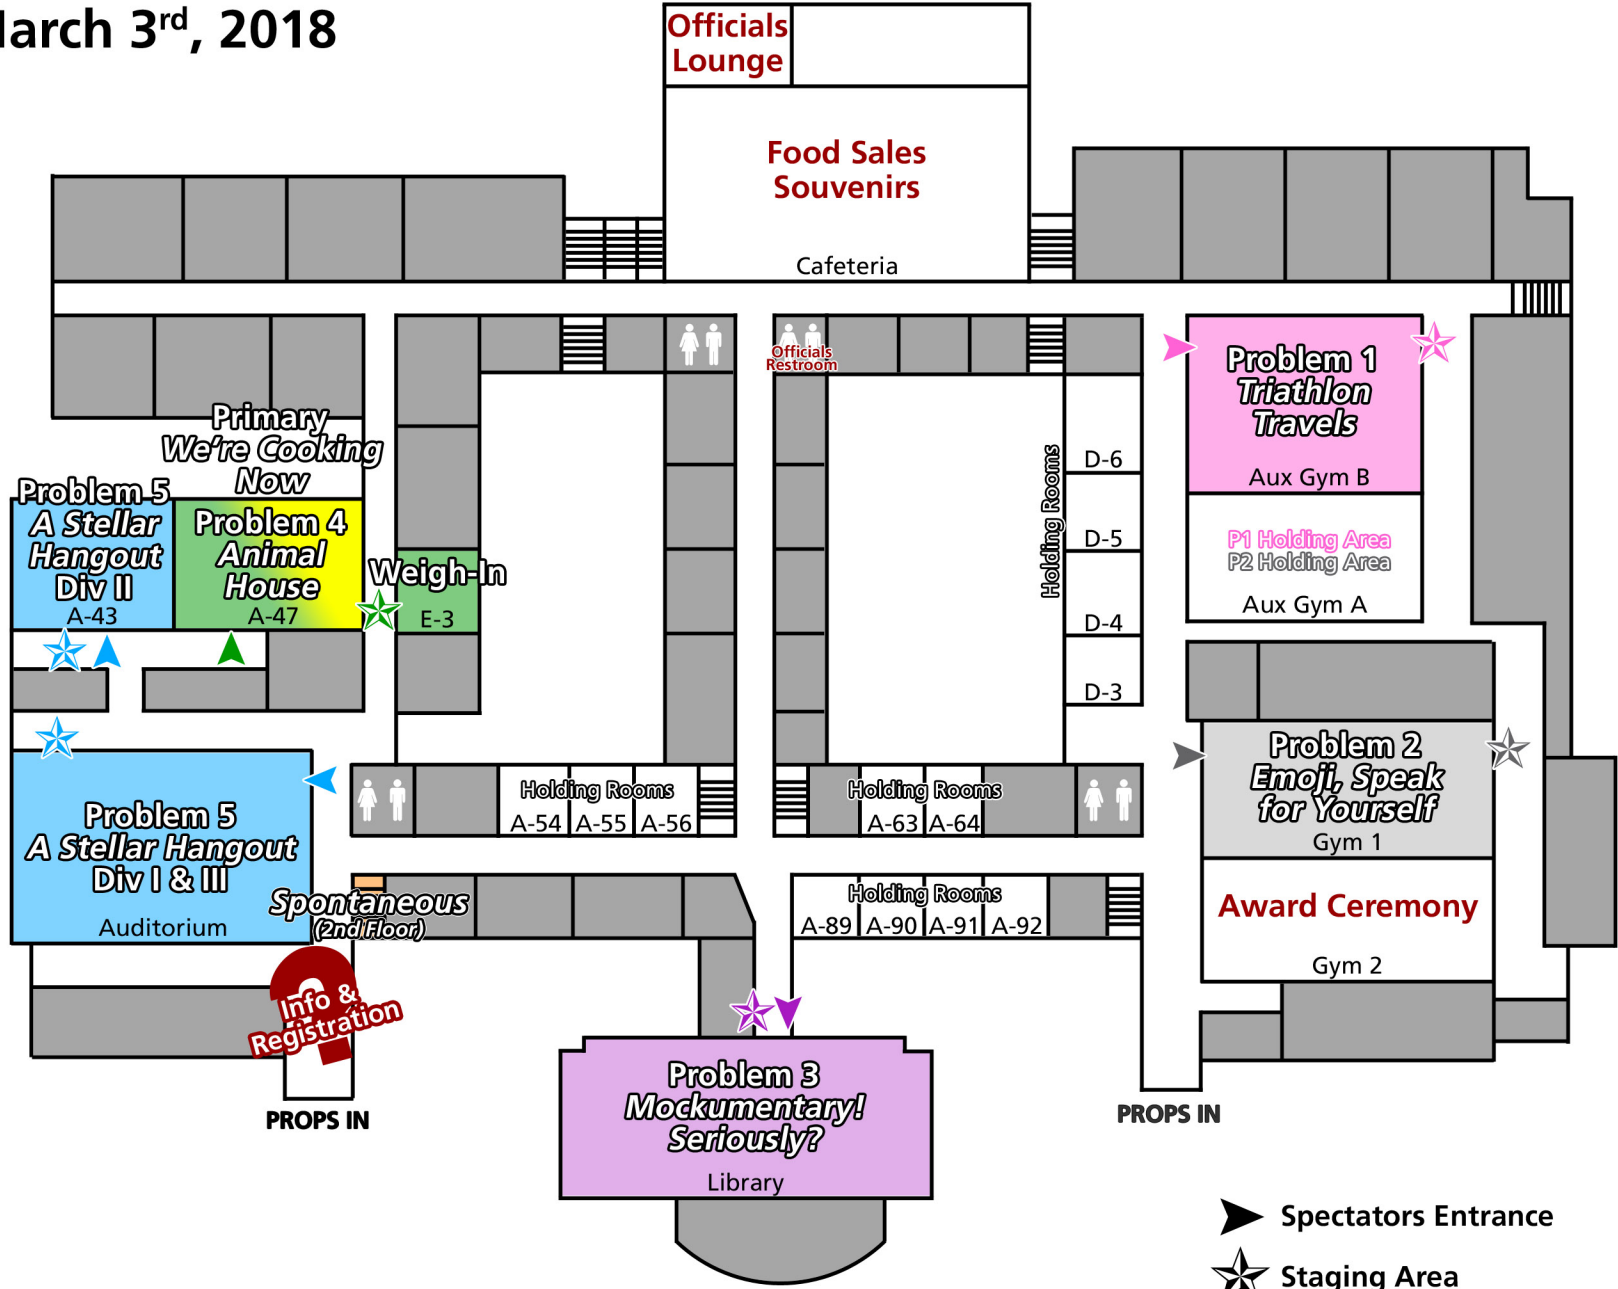 March 3rd, 2018
Officials
Lounge
Food Sales
Souvenirs
Cafeteria
Officials
Restroom
Problem 1
Triathlon
Travels
Aux Gym B
P1 Holding Area
P2 Holding Area
Aux Gym A
Primary
We're Cooking
Now
Problem 5
A Stellar
Hangout
Div II
A-43
Problem 4
Animal
House
A-47
Weigh-In
E-3
Holding Rooms
D-6
D-5
D-4
D-3
Problem 2
Emoji, Speak
for Yourself
Gym 1
Award Ceremony
Gym 2
Holding Rooms
A-54
A-55
A-56
Holding Rooms
A-63
A-64
Problem 5
A Stellar Hangout
Div I & III
Auditorium
Spontaneous
(2nd Floor)
Holding Rooms
A-89
A-90
A-91
A-92
Info &
Registration
PROPS IN
Problem 3
Mockumentary!
Seriously?
Library
PROPS IN
Spectators Entrance
Staging Area